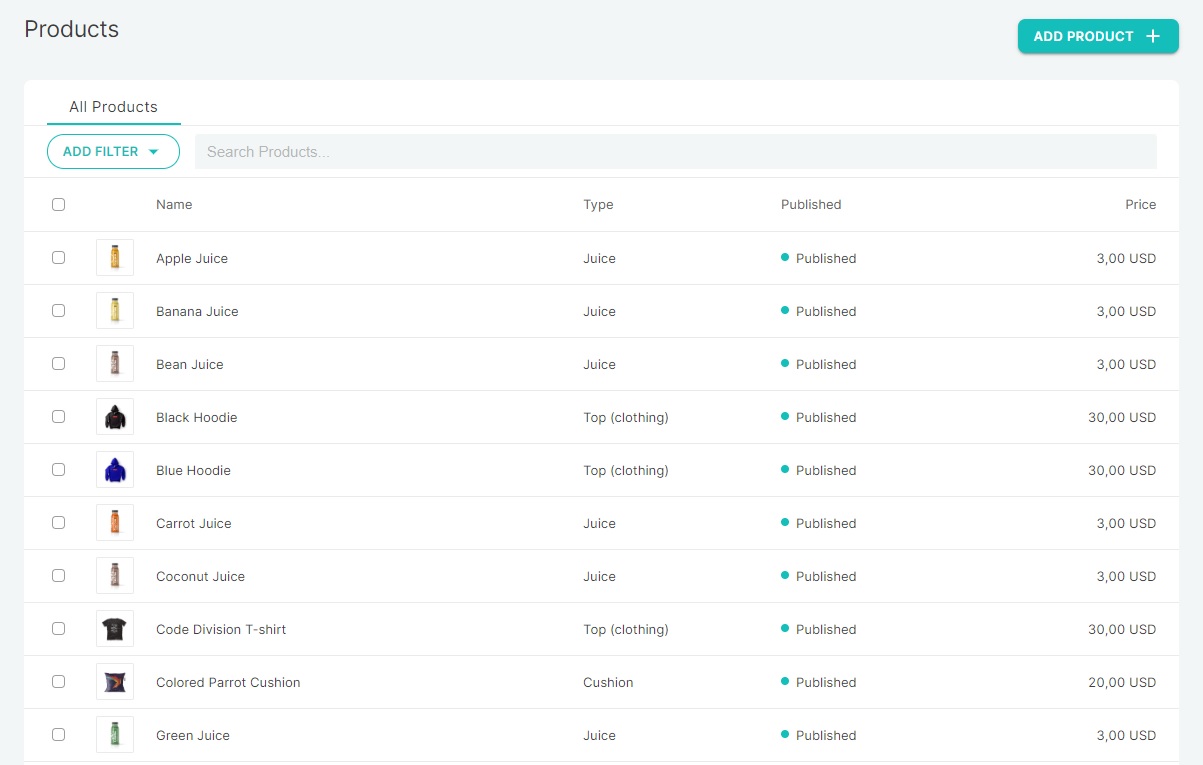 Products
ADD PRODUCT
All Products
ADD FILTER Search Products...
Name Type Published Price
Apple Juice Juice Published 3,00 USD
Banana Juice Juice Published 3,00 USD
Bean Juice Juice Published 3,00 USD
Black Hoodie Top (clothing) Published 30,00 USD
Blue Hoodie Top (clothing) Published 30,00 USD
Carrot Juice Juice Published 3,00 USD
Coconut Juice Juice Published 3,00 USD
Code Division T-shirt Top (clothing) Published 30,00 USD
Colored Parrot Cushion Cushion Published 20,00 USD
Green Juice Juice Published 3,00 USD